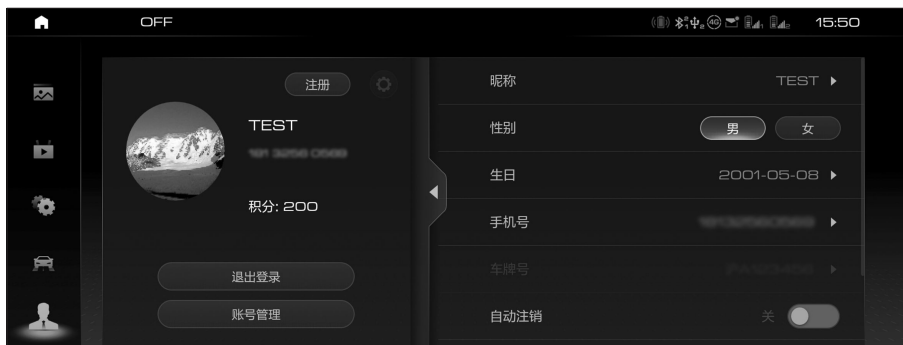 OFF
4G
15:50
注册
TEST
积分: 200
退出登录
账号管理
昵称
TEST
性别
男
女
生日
2001-05-08
手机号
车牌号
自动注销
关